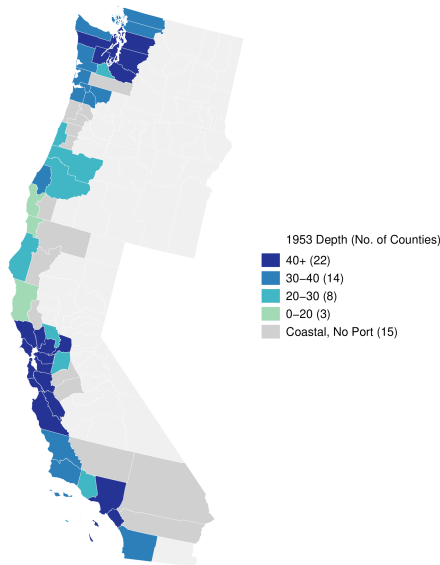 1953 Depth (No. of Counties)
40+ (22)
30−40 (14)
20−30 (8)
0−20 (3)
Coastal, No Port (15)